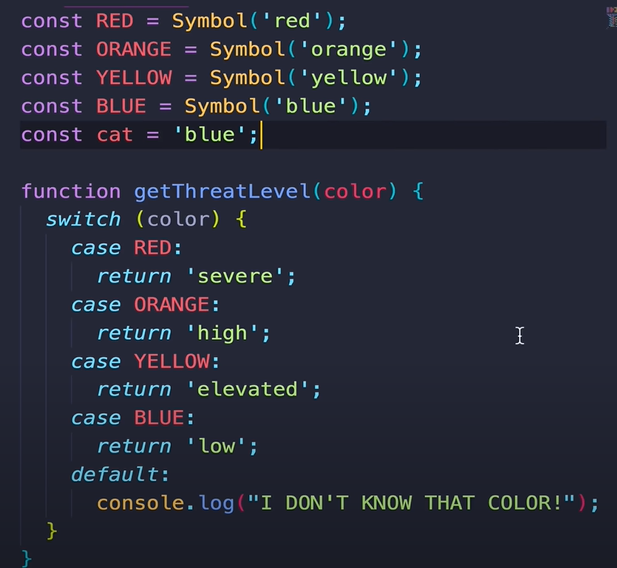 const RED = Symbol('red');
const ORANGE = Symbol('orange');
const YELLOW = Symbol('yellow');
const BLUE = Symbol('blue');
const cat = 'blue';

function getThreatLevel(color) {
  switch (color) {
    case RED:
      return 'severe';
    case ORANGE:
      return 'high';
    case YELLOW:
      return 'elevated';
    case BLUE:
      return 'low';
    default:
      console.log("I DON'T KNOW THAT COLOR!");
  }
}